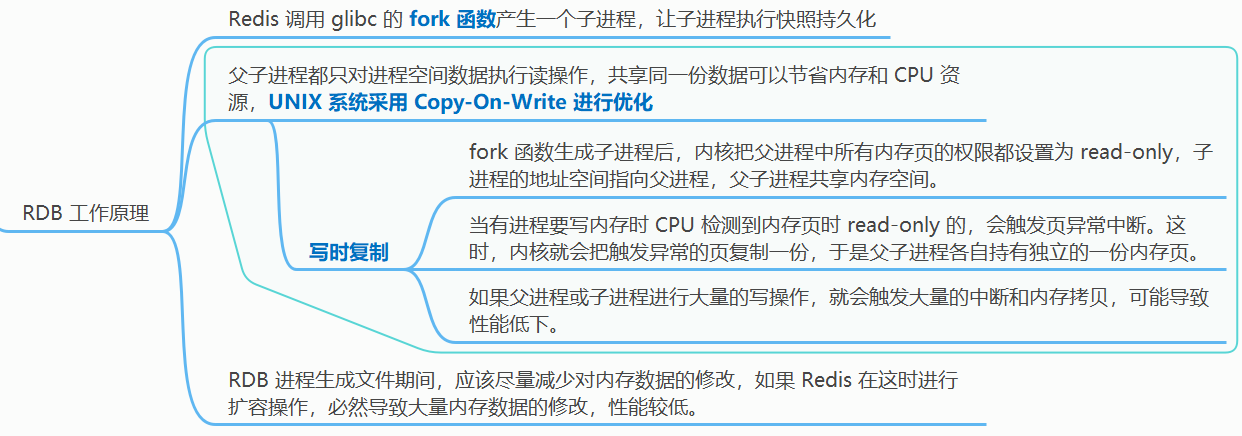 Redis 调用 glibc 的 fork 函数产生一个子进程，让子进程执行快照持久化
父子进程都只对进程空间数据执行读操作，共享同一份数据可以节省内存和 CPU 资
源，UNIX 系统采用 Copy-On-Write 进行优化
fork 函数生成子进程后，内核把父进程中所有内存页的权限都设置为 read-only，子
进程的地址空间指向父进程，父子进程共享内存空间。
RDB 工作原理
当有进程要写内存时 CPU 检测到内存页时 read-only 的，会触发页异常中断。这
时，内核就会把触发异常的页复制一份，于是父子进程各自持有独立的一份内存页。
写时复制
如果父进程或子进程进行大量的写操作，就会触发大量的中断和内存拷贝，可能导致
性能低下。
RDB 进程生成文件期间，应该尽量减少对内存数据的修改，如果 Redis 在这时进行
扩容操作，必然导致大量内存数据的修改，性能较低。